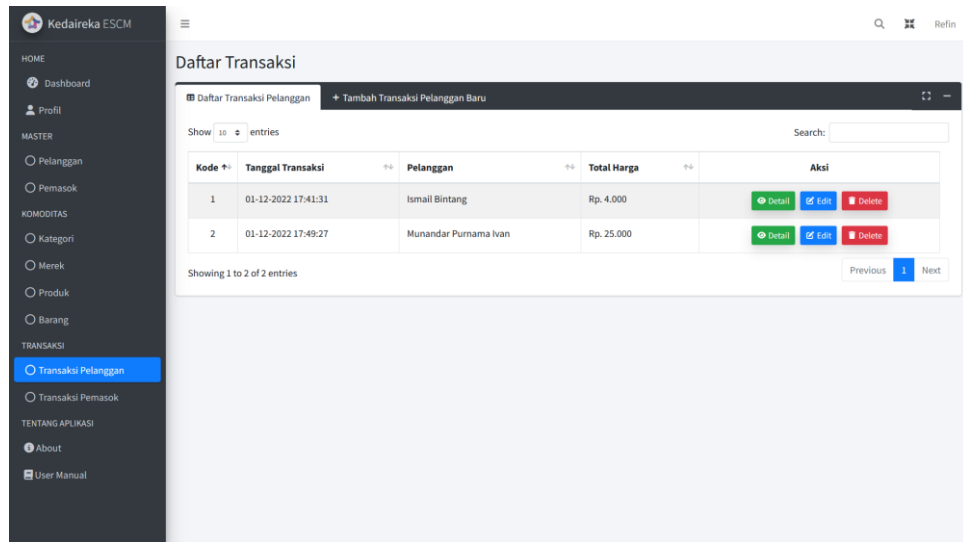 Kedaireka ESCM
Refin
HOME
Dashboard
Profil
MASTER
Pelanggan
Pemasok
KOMODITAS
Kategori
Merek
Produk
Barang
TRANSAKSI
Transaksi Pelanggan
Transaksi Pemasok
TENTANG APLIKASI
About
User Manual
Daftar Transaksi
Daftar Transaksi Pelanggan + Tambah Transaksi Pelanggan Baru
Show 10 entries Search:
Kode Tanggal Transaksi Pelanggan Total Harga Aksi
1 01-12-2022 17:41:31 Ismail Bintang Rp. 4.000 Detail Edit Delete
2 01-12-2022 17:49:27 Munandar Purnama Ivan Rp. 25.000 Detail Edit Delete
Showing 1 to 2 of 2 entries Previous 1 Next